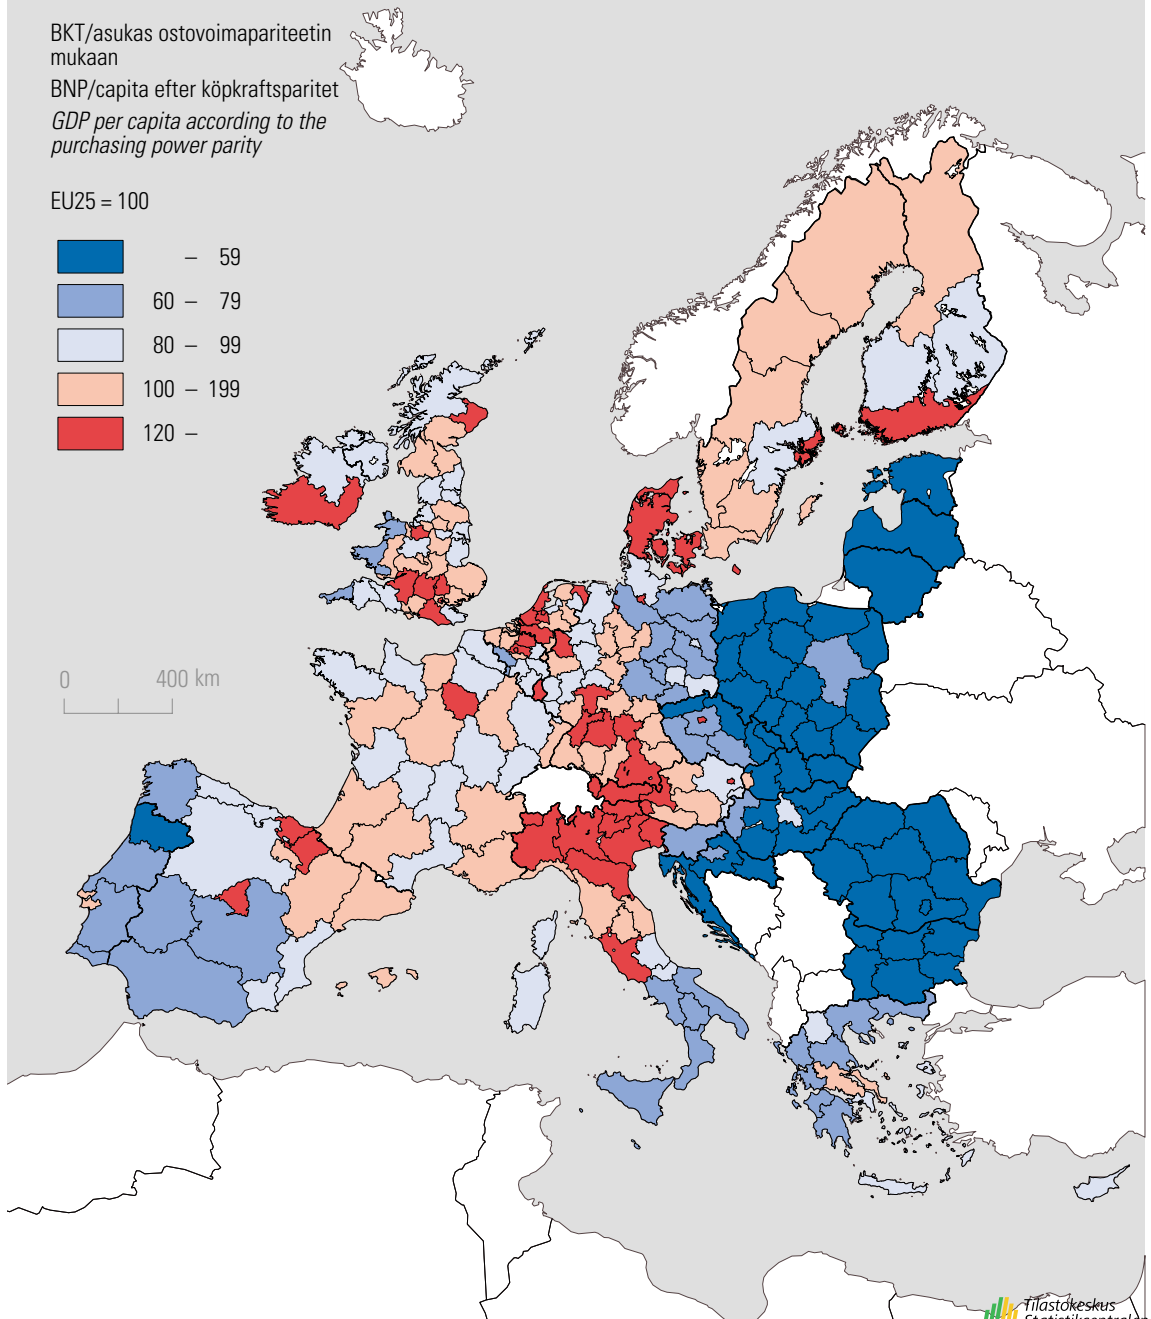 BKT/asukas ostovoimapariteetin
mukaan
BNP/capita efter köpkraftsparitet
GDP per capita according to the
purchasing power parity
EU25 = 100
– 59
60 – 79
80 – 99
100 – 199
120 –
0 400 km
Tilastokeskus
Statistikcentralen